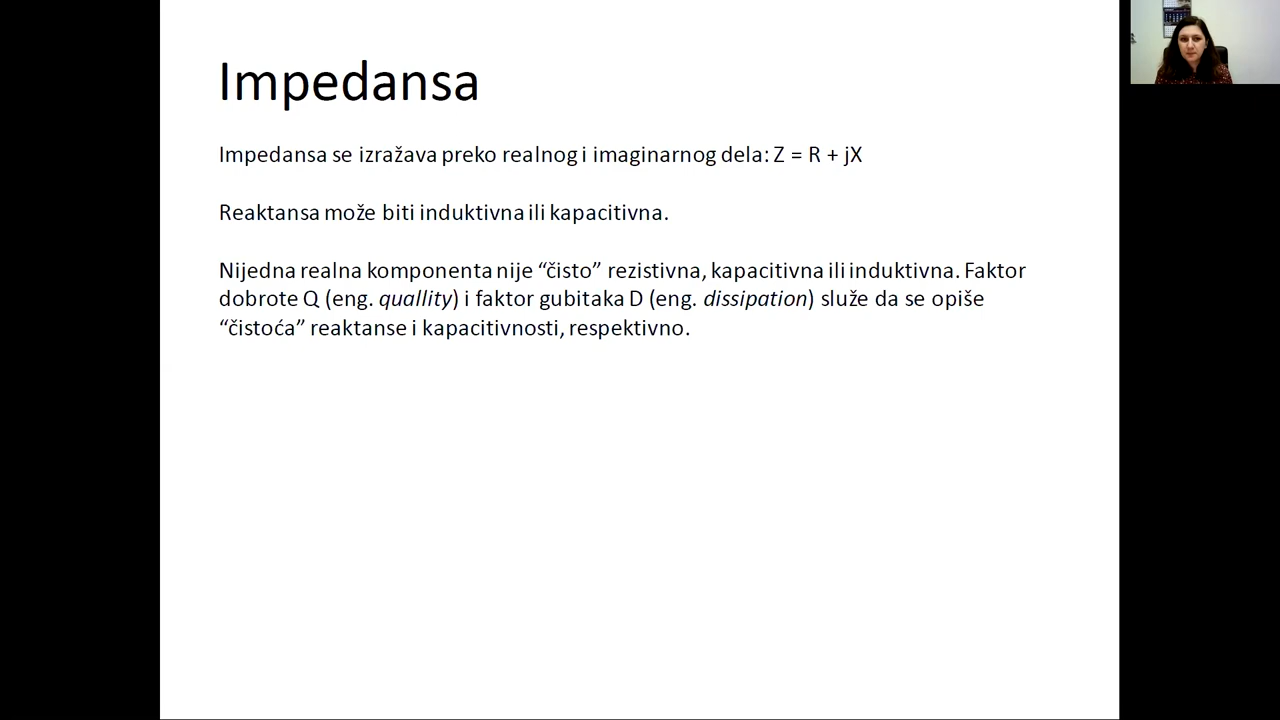 Impedansa
Impedansa se izražava preko realnog i imaginarnog dela: Z = R + jX
Reaktansa može biti induktivna ili kapacitivna.
Nijedna realna komponenta nije “čisto” rezistivna, kapacitivna ili induktivna. Faktor
dobrote Q (eng. quallity) i faktor gubitaka D (eng. dissipation) služe da se opiše
“čistoća” reaktanse i kapacitivnosti, respektivno.